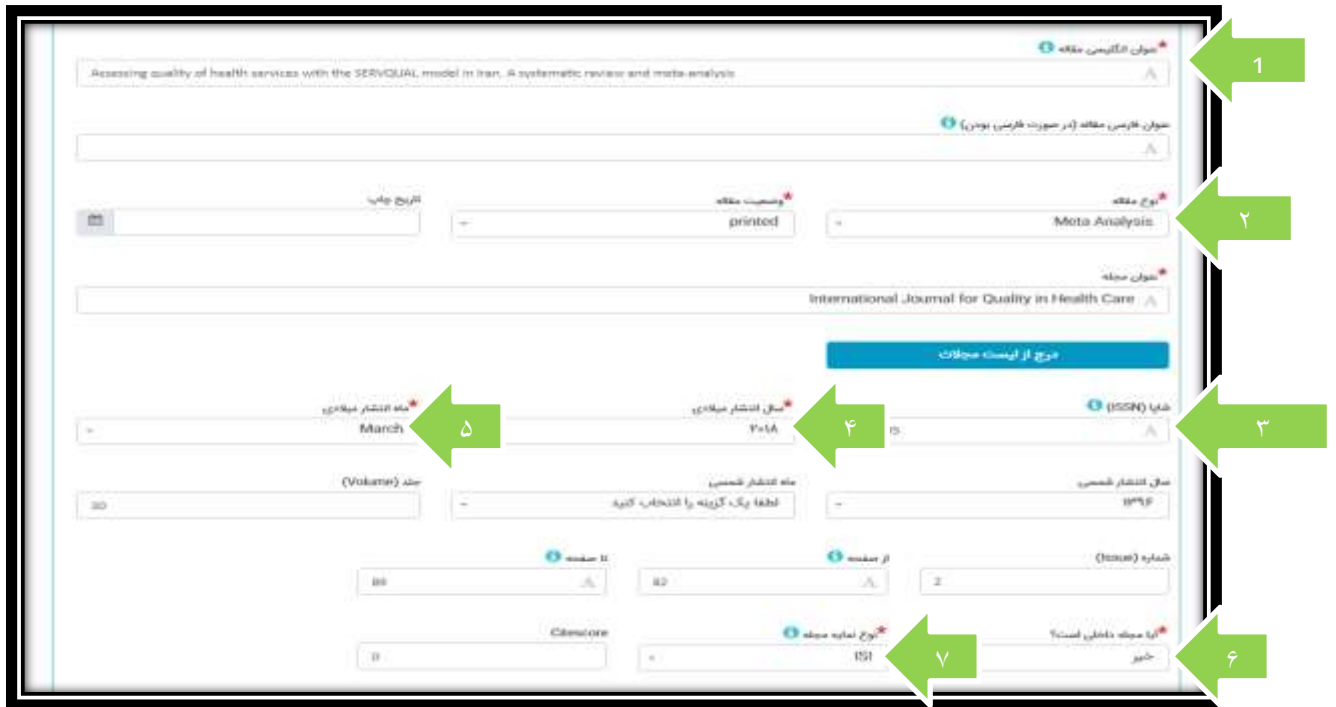 *عنوان انگلیسی مقاله
1
Assessing quality of health services with the SERVQUAL model in Iran. A systematic review and meta-analysis
عنوان فارسی مقاله (در صورت فارسی بودن)
*نوع مقاله *وضعیت مقاله تاریخ چاپ
Meta Analysis printed
۲
*عنوان مجله
International Journal for Quality in Health Care
درج از لیست مجلات
شاپا (ISSN) *سال انتشار میلادی *ماه انتشار میلادی
۳
۲۰۱۸ ۴
March ۵
سال انتشار شمسی ماه انتشار شمسی جلد (Volume)
۱۳۹۶ لطفا یک گزینه را انتخاب کنید 30
شماره (Issue) از صفحه تا صفحه
2 82 89
*آیا مجله داخلی است؟ *نوع نمایه مجله Citescore
خیر ISI 0
۶ ۷